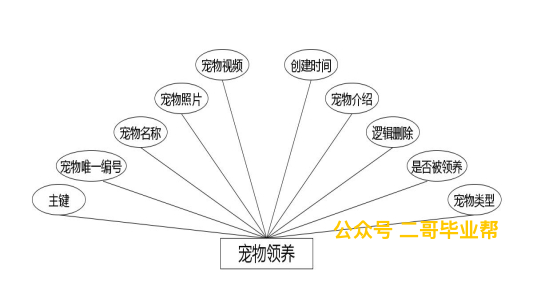 宠物视频
创建时间
宠物照片
宠物介绍
宠物名称
逻辑删除
宠物唯一编号
是否被领养
主键
宠物类型
公众号 二哥毕业帮
宠物领养